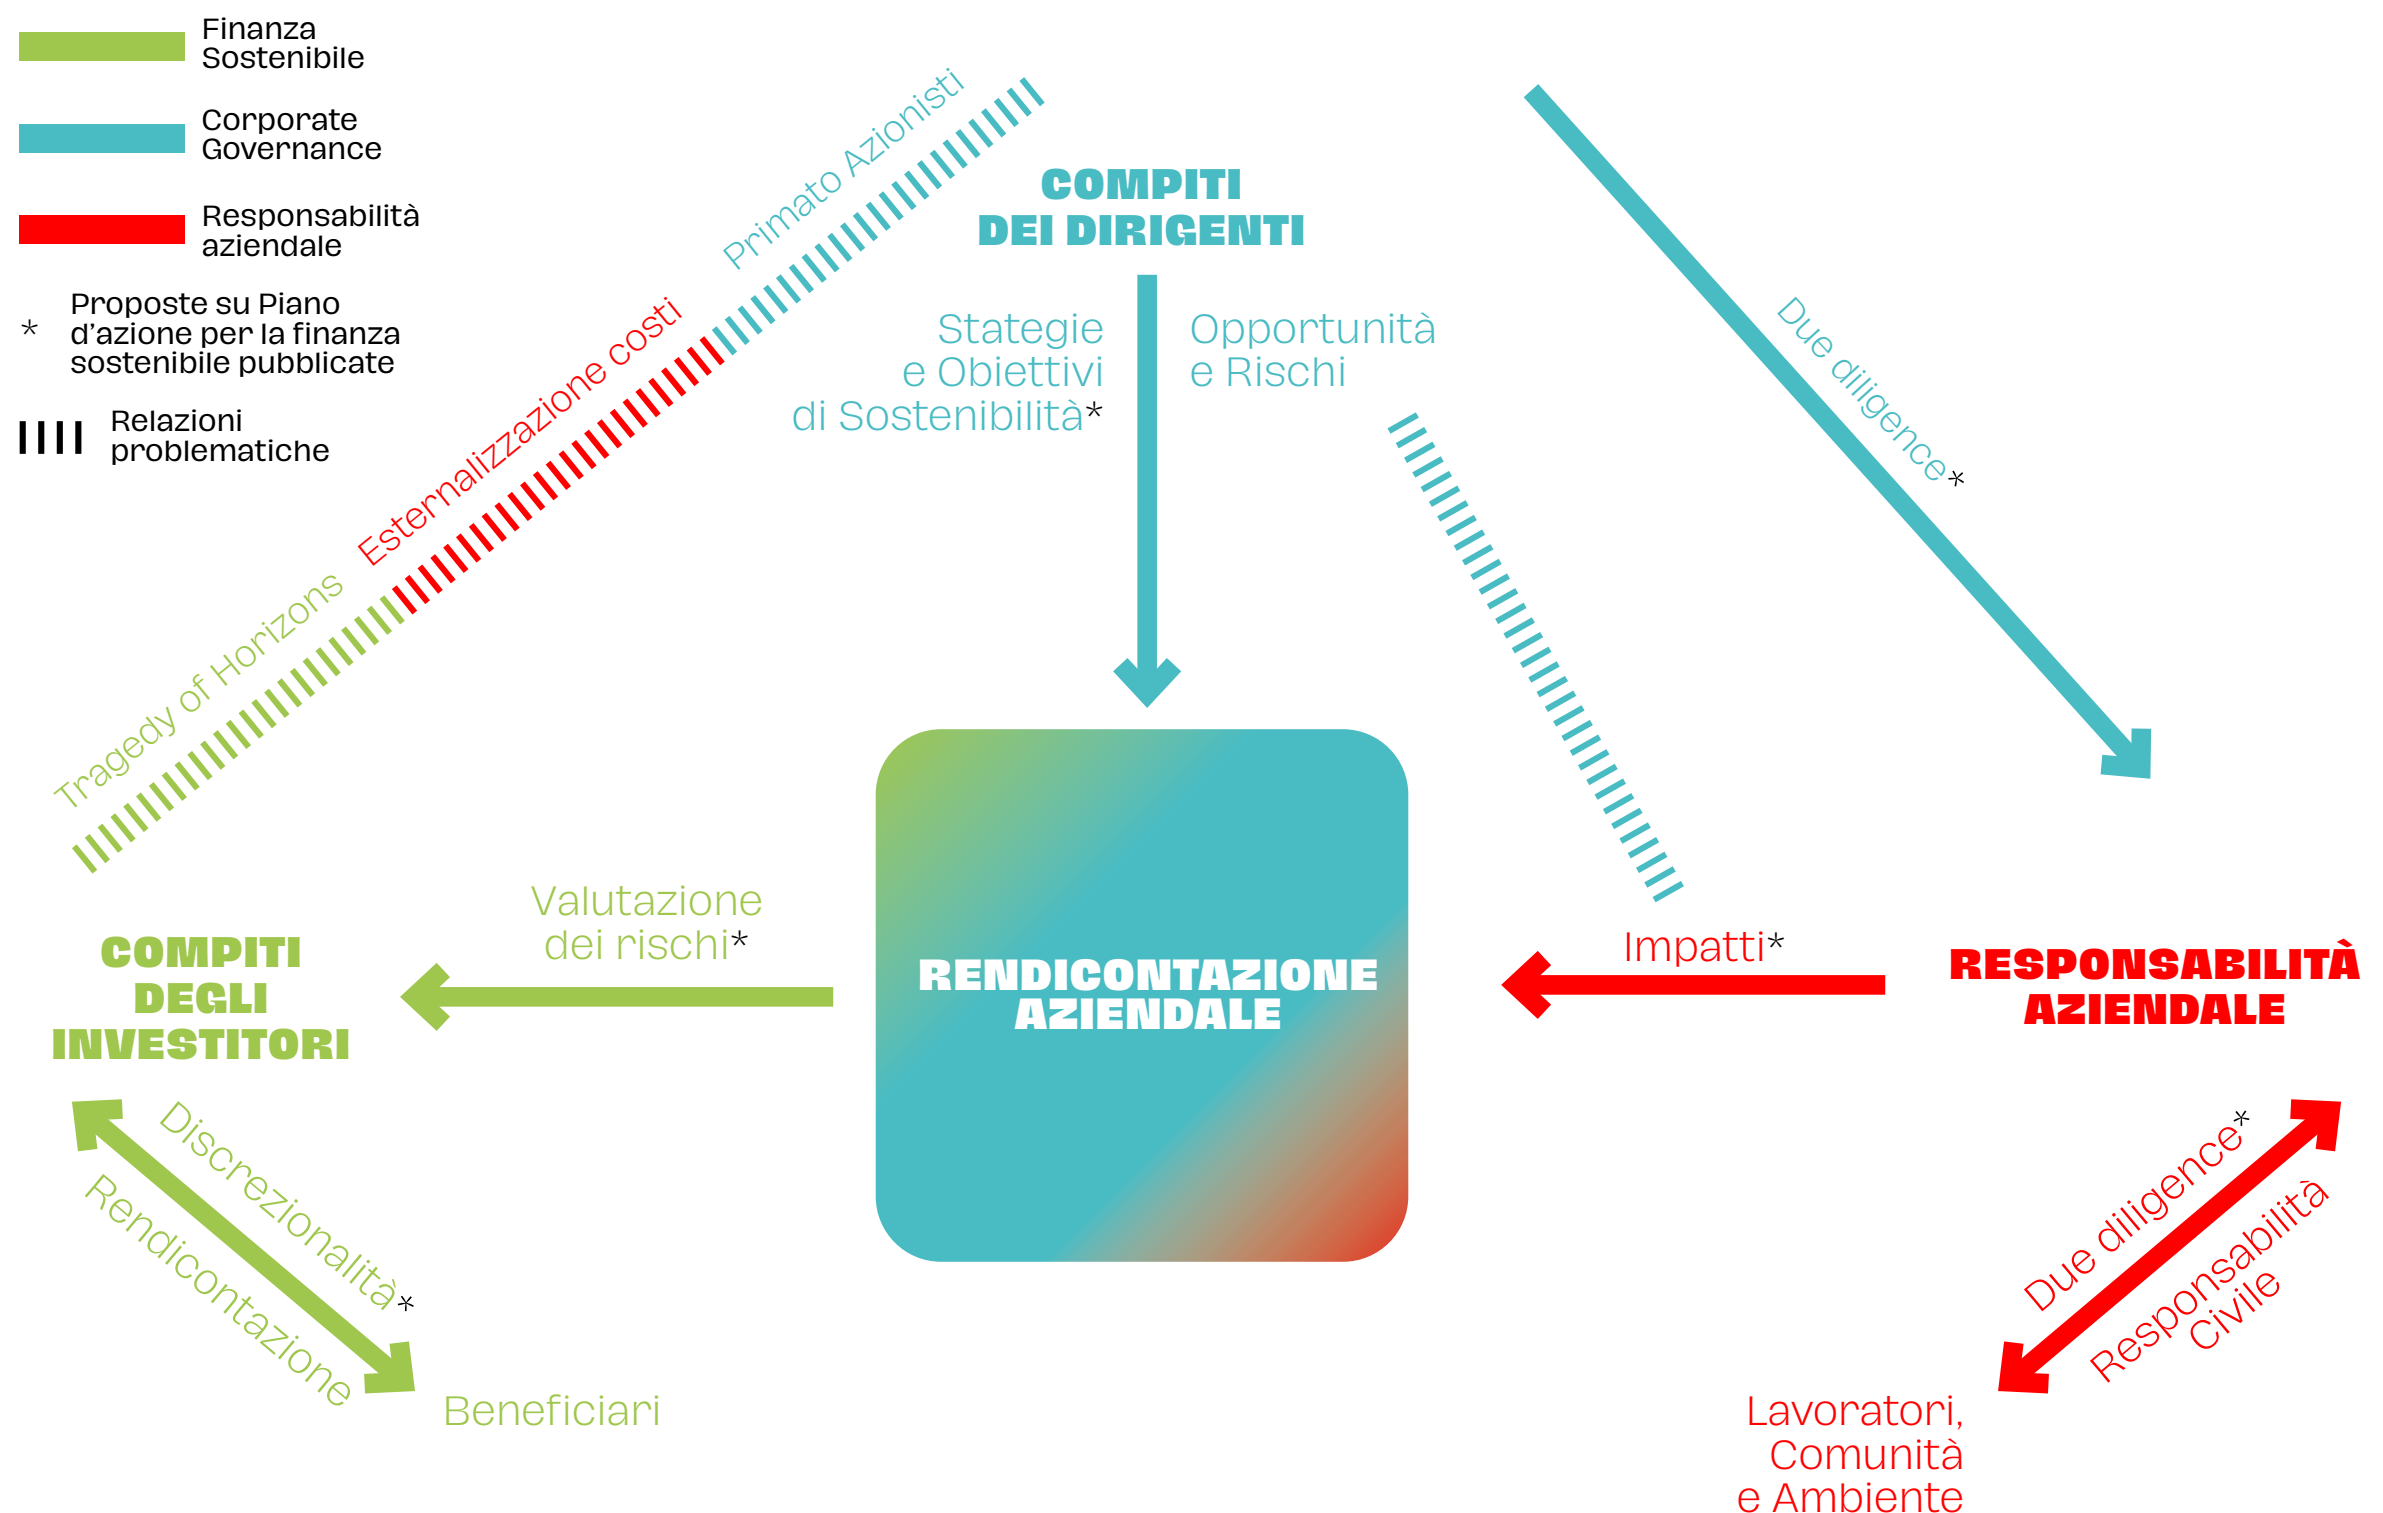 Finanza
Sostenibile
Corporate
Governance
Responsabilità
aziendale
* Proposte su Piano
d’azione per la finanza
sostenibile pubblicate
Relazioni
problematiche
Primato Azionisti
Esternalizzazione costi
Tragedy of Horizons
COMPITI
DEI DIRIGENTI
Stategie
e Obiettivi
di Sostenibilità*
Opportunità
e Rischi
Due diligence*
Valutazione
dei rischi*
COMPITI
DEGLI
INVESTITORI
RENDICONTAZIONE
AZIENDALE
Impatti*
RESPONSABILITÀ
AZIENDALE
Discrezionalità*
Rendicontazione
Beneficiari
Due diligence*
Responsabilità
Civile
Lavoratori,
Comunità
e Ambiente